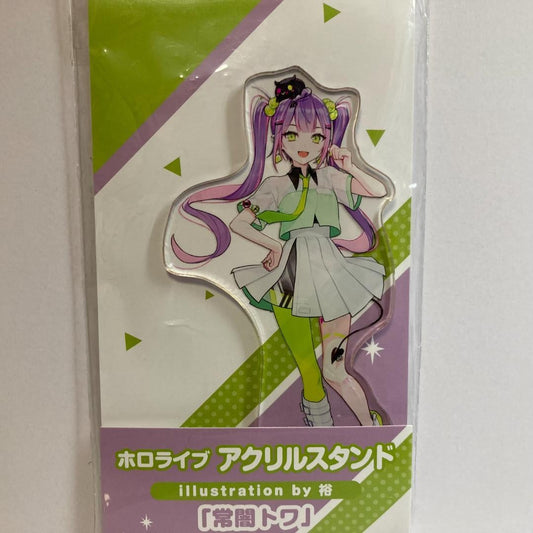 ホロライブ アクリルスタンド
illustration by 裕
「常闇トワ」